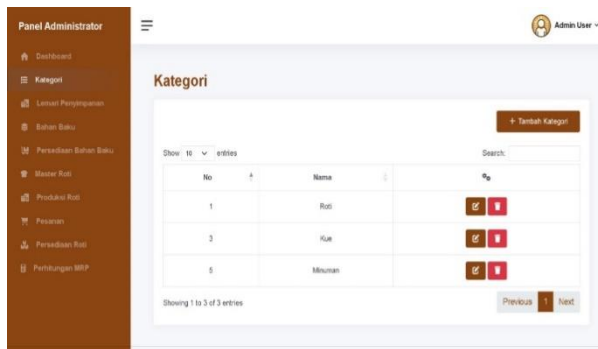 Panel Administrator
Admin User
Dashboard
Kategori
Lemari Penyimpanan
Bahan Baku
Persediaan Bahan Baku
Master Roti
Produksi Roti
Pesanan
Persediaan Roti
Perhitungan MRP
Kategori
+ Tambah Kategori
Show 10 entries
Search:
No Nama
1 Roti
3 Kue
5 Minuman
Showing 1 to 3 of 3 entries
Previous 1 Next